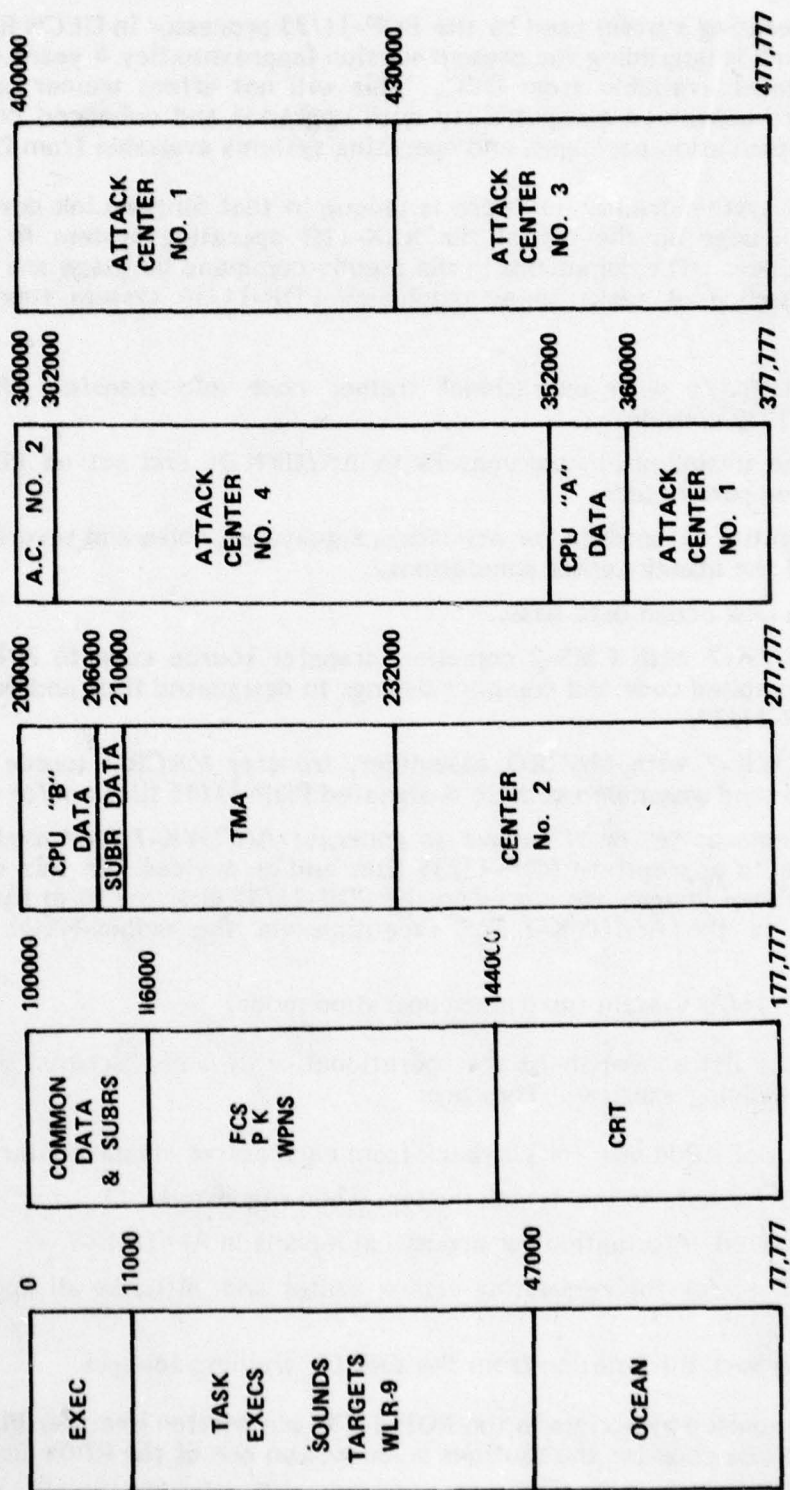 0
EXEC
11000
TASK
EXECS
SOUNDS
TARGETS
WLR-9
47000
OCEAN
77,777
100000
COMMON
DATA
& SUBRS
116000
FCS
P K
WPNS
144000
CRT
177,777
200000
CPU "B"
DATA
206000
SUBR DATA
210000
TMA
232000
CENTER
No. 2
277,777
300000
A.C. NO. 2
302000
ATTACK
CENTER
NO. 4
352000
CPU "A"
DATA
360000
ATTACK
CENTER
NO. 1
377,777
400000
ATTACK
CENTER
NO. 1
430000
ATTACK
CENTER
NO. 3
477,777